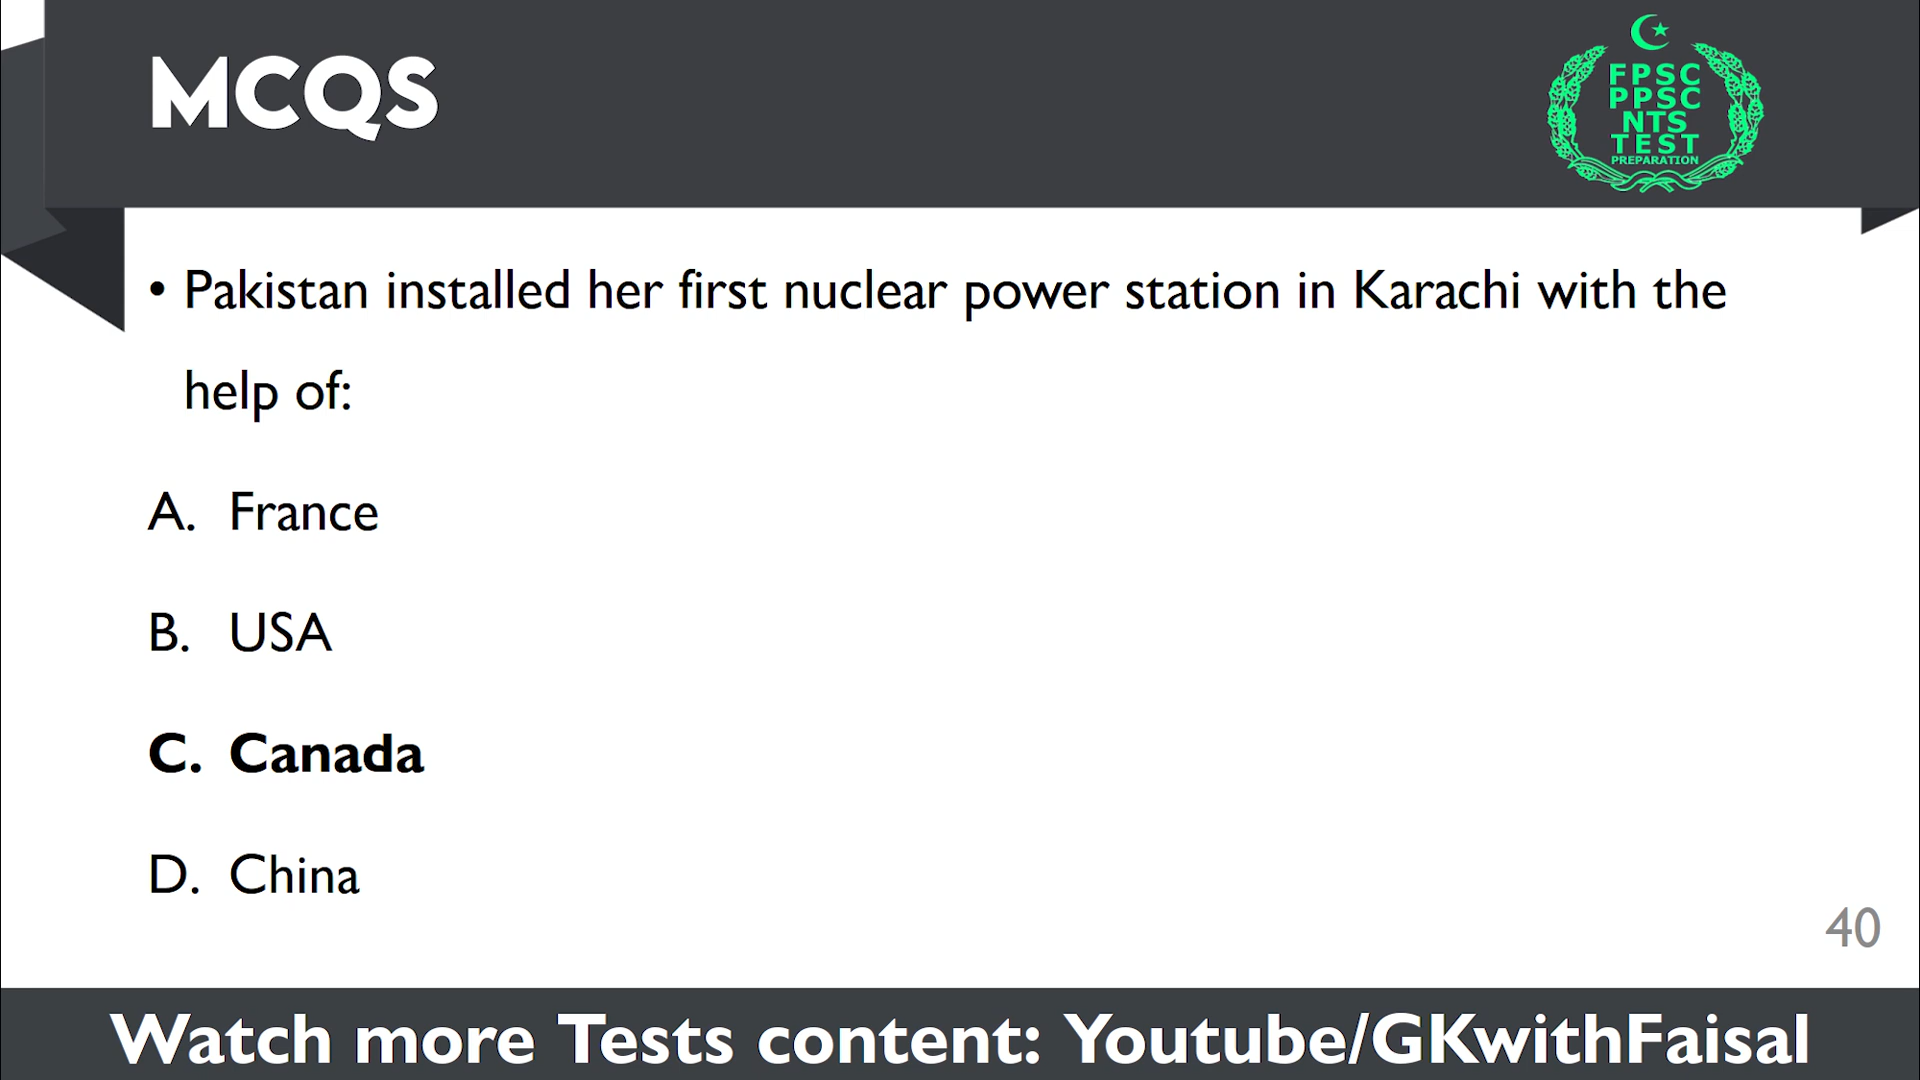 MCQS
FPSC
PPSC
NTS
TEST
PREPARATION
• Pakistan installed her first nuclear power station in Karachi with the
help of:
A. France
B. USA
C. Canada
D. China
40
Watch more Tests content: Youtube/GKwithFaisal